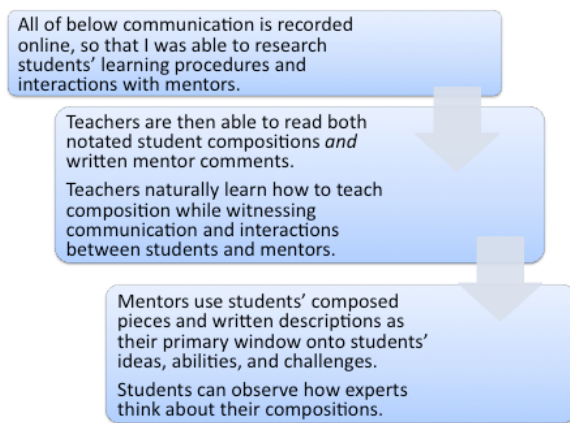 All of below communication is recorded
online, so that I was able to research
students’ learning procedures and
interactions with mentors.
Teachers are then able to read both
notated student compositions and
written mentor comments.
Teachers naturally learn how to teach
composition while witnessing
communication and interactions
between students and mentors.
Mentors use students’ composed
pieces and written descriptions as
their primary window onto students’
ideas, abilities, and challenges.
Students can observe how experts
think about their compositions.